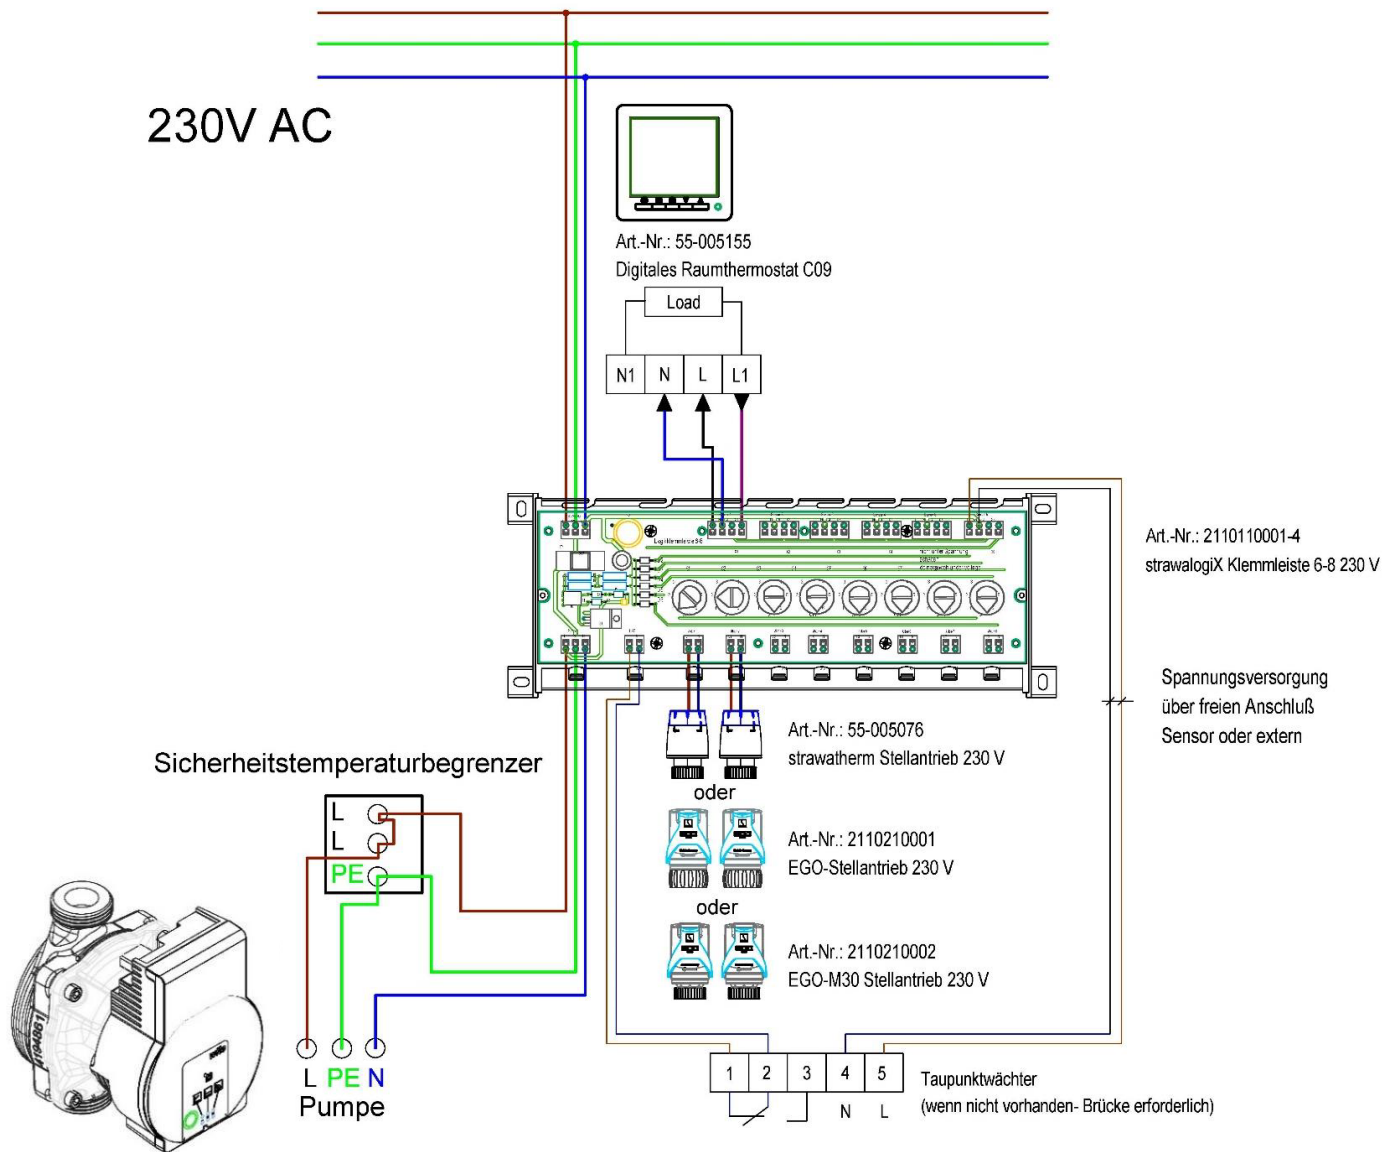 230V AC
Art.-Nr.: 55-005155
Digitales Raumthermostat C09
Load
N1 N L L1
Art.-Nr.: 2110110001-4
strawalogiX Klemmleiste 6-8 230 V
Spannungsversorgung
über freien Anschluß
Sensor oder extern
Art.-Nr.: 55-005076
strawatherm Stellantrieb 230 V
oder
Art.-Nr.: 2110210001
EGO-Stellantrieb 230 V
oder
Art.-Nr.: 2110210002
EGO-M30 Stellantrieb 230 V
Sicherheitstemperaturbegrenzer
L
L
PE
L PE N
Pumpe
1 2 3 4 5
N L
Taupunktwächter
(wenn nicht vorhanden- Brücke erforderlich)